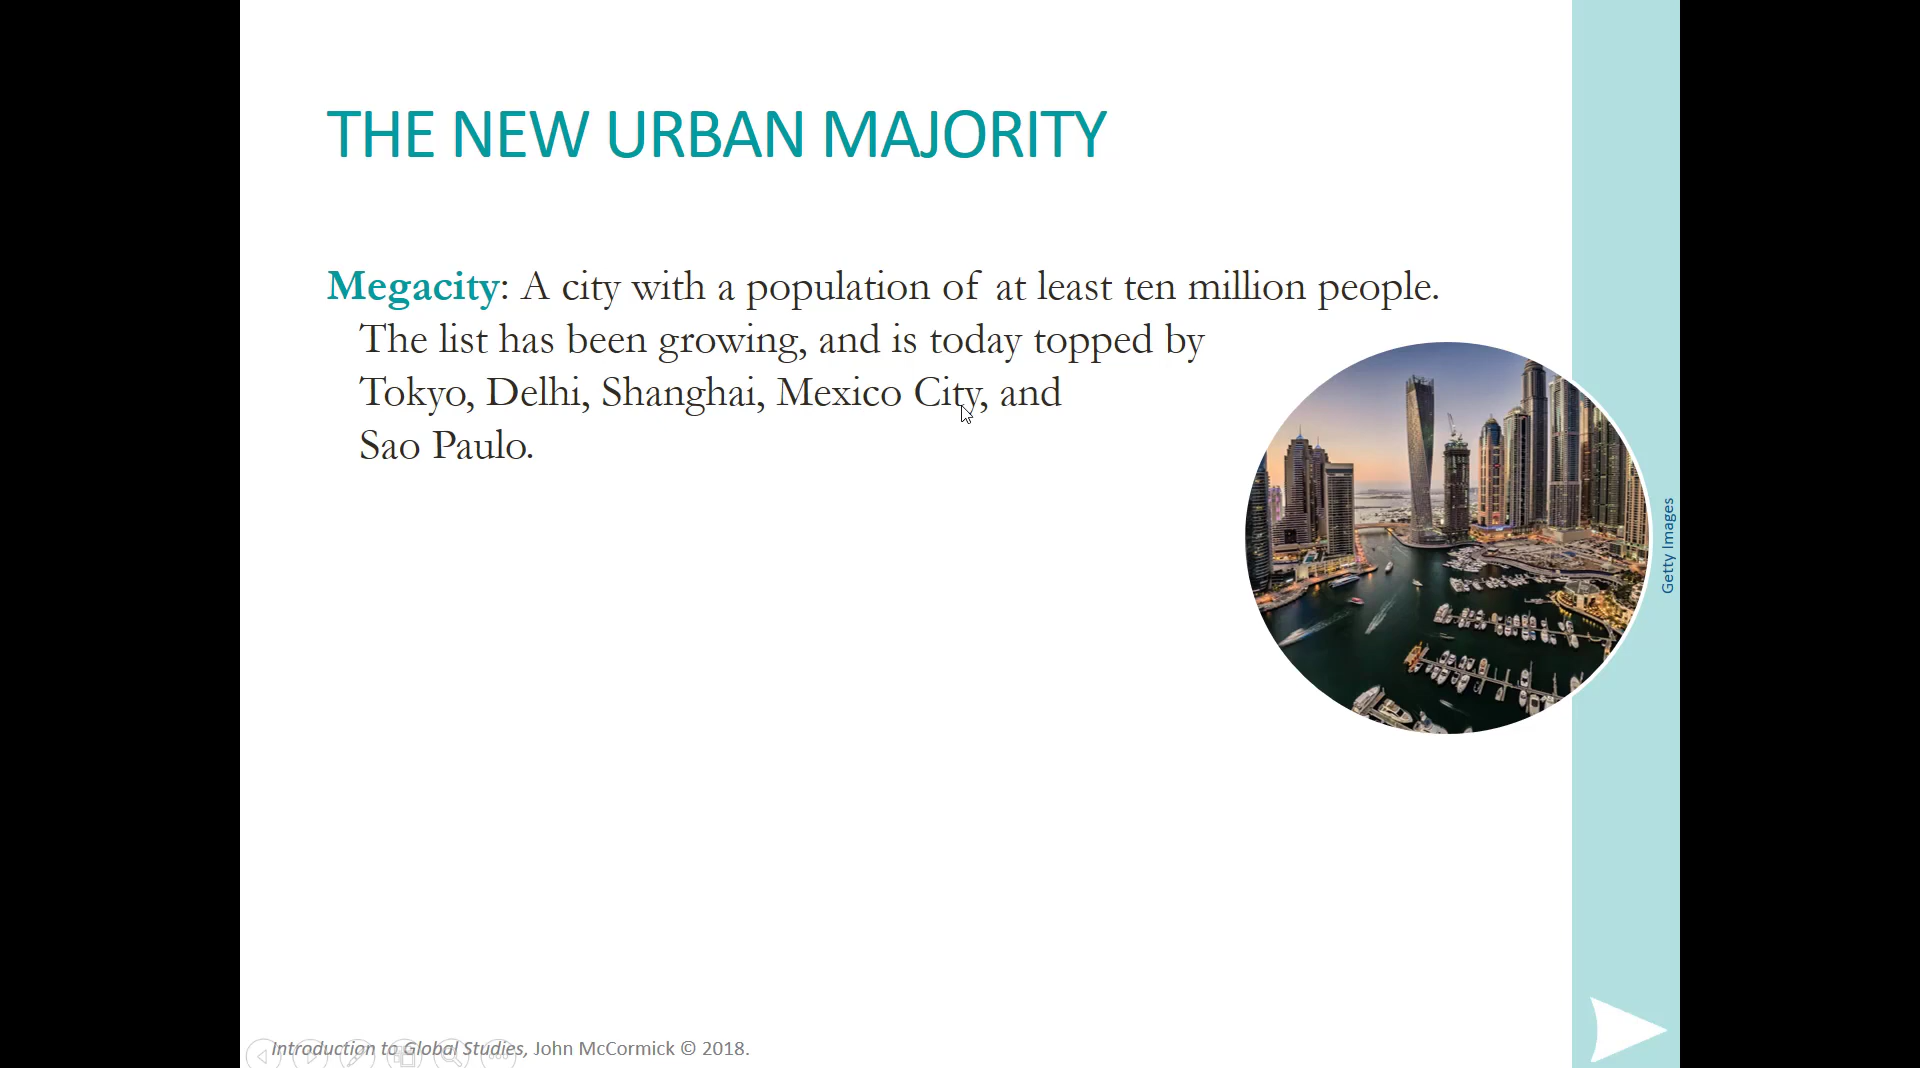 THE NEW URBAN MAJORITY
Megacity: A city with a population of at least ten million people.
The list has been growing, and is today topped by
Tokyo, Delhi, Shanghai, Mexico City, and
Sao Paulo.
Getty Images
Introduction to Global Studies, John McCormick © 2018.